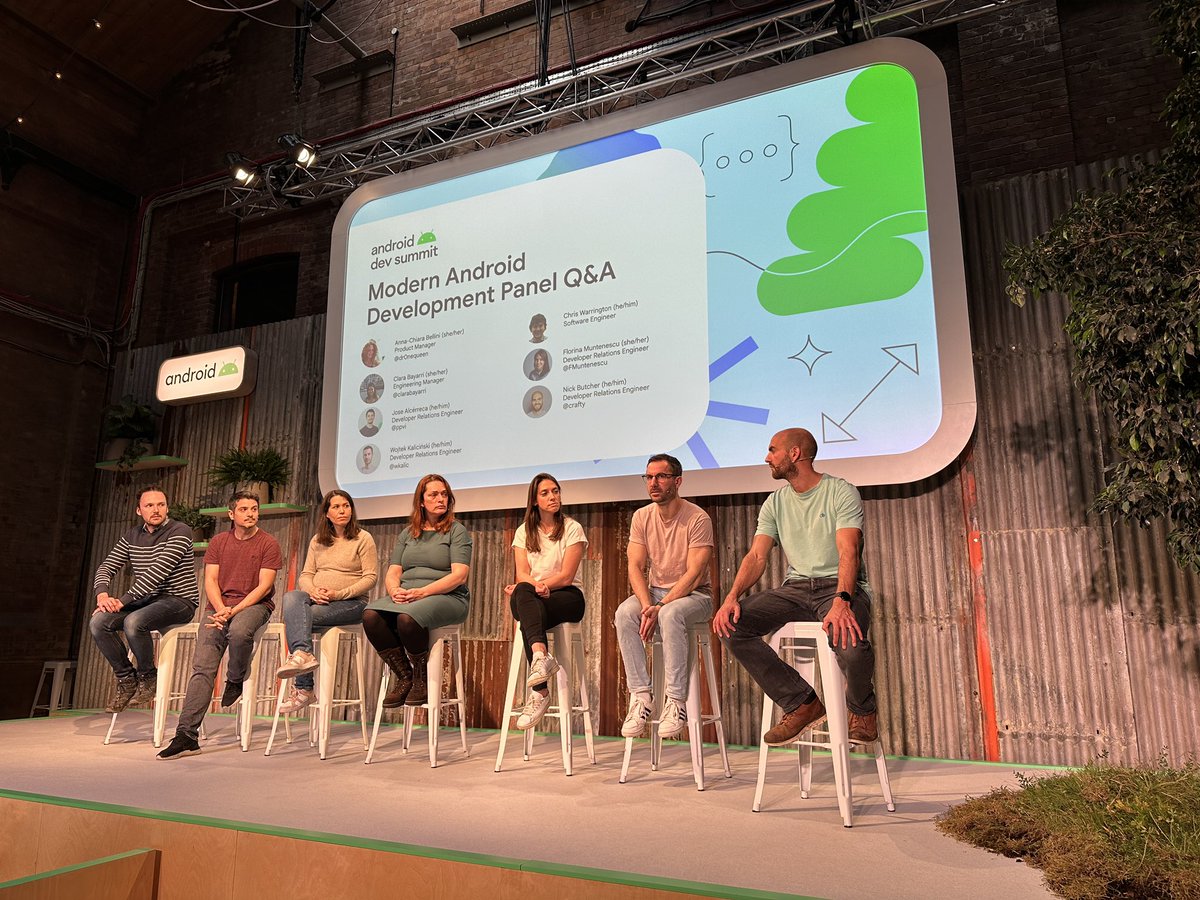 android
dev summit
Modern Android
Development Panel Q&A
Anna-Chiara Bellini (she/her)
Product Manager
@dr0nequeen
Clara Bayarri (she/her)
Engineering Manager
@clarabayarri
Jose Alcérreca (he/him)
Developer Relations Engineer
@ppvi
Wojtek Kaliciński (he/him)
Developer Relations Engineer
@wkalic
Chris Warrington (he/him)
Software Engineer
Florina Muntenescu (she/her)
Developer Relations Engineer
@FMuntenescu
Nick Butcher (he/him)
Developer Relations Engineer
@crafty
{ooo}
android